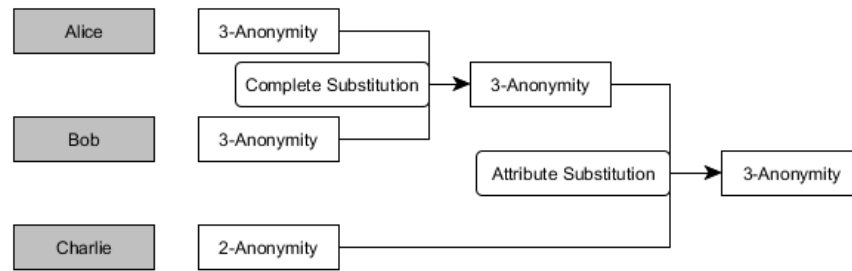 Alice
3-Anonymity
Complete Substitution
3-Anonymity
Bob
3-Anonymity
Attribute Substitution
3-Anonymity
Charlie
2-Anonymity